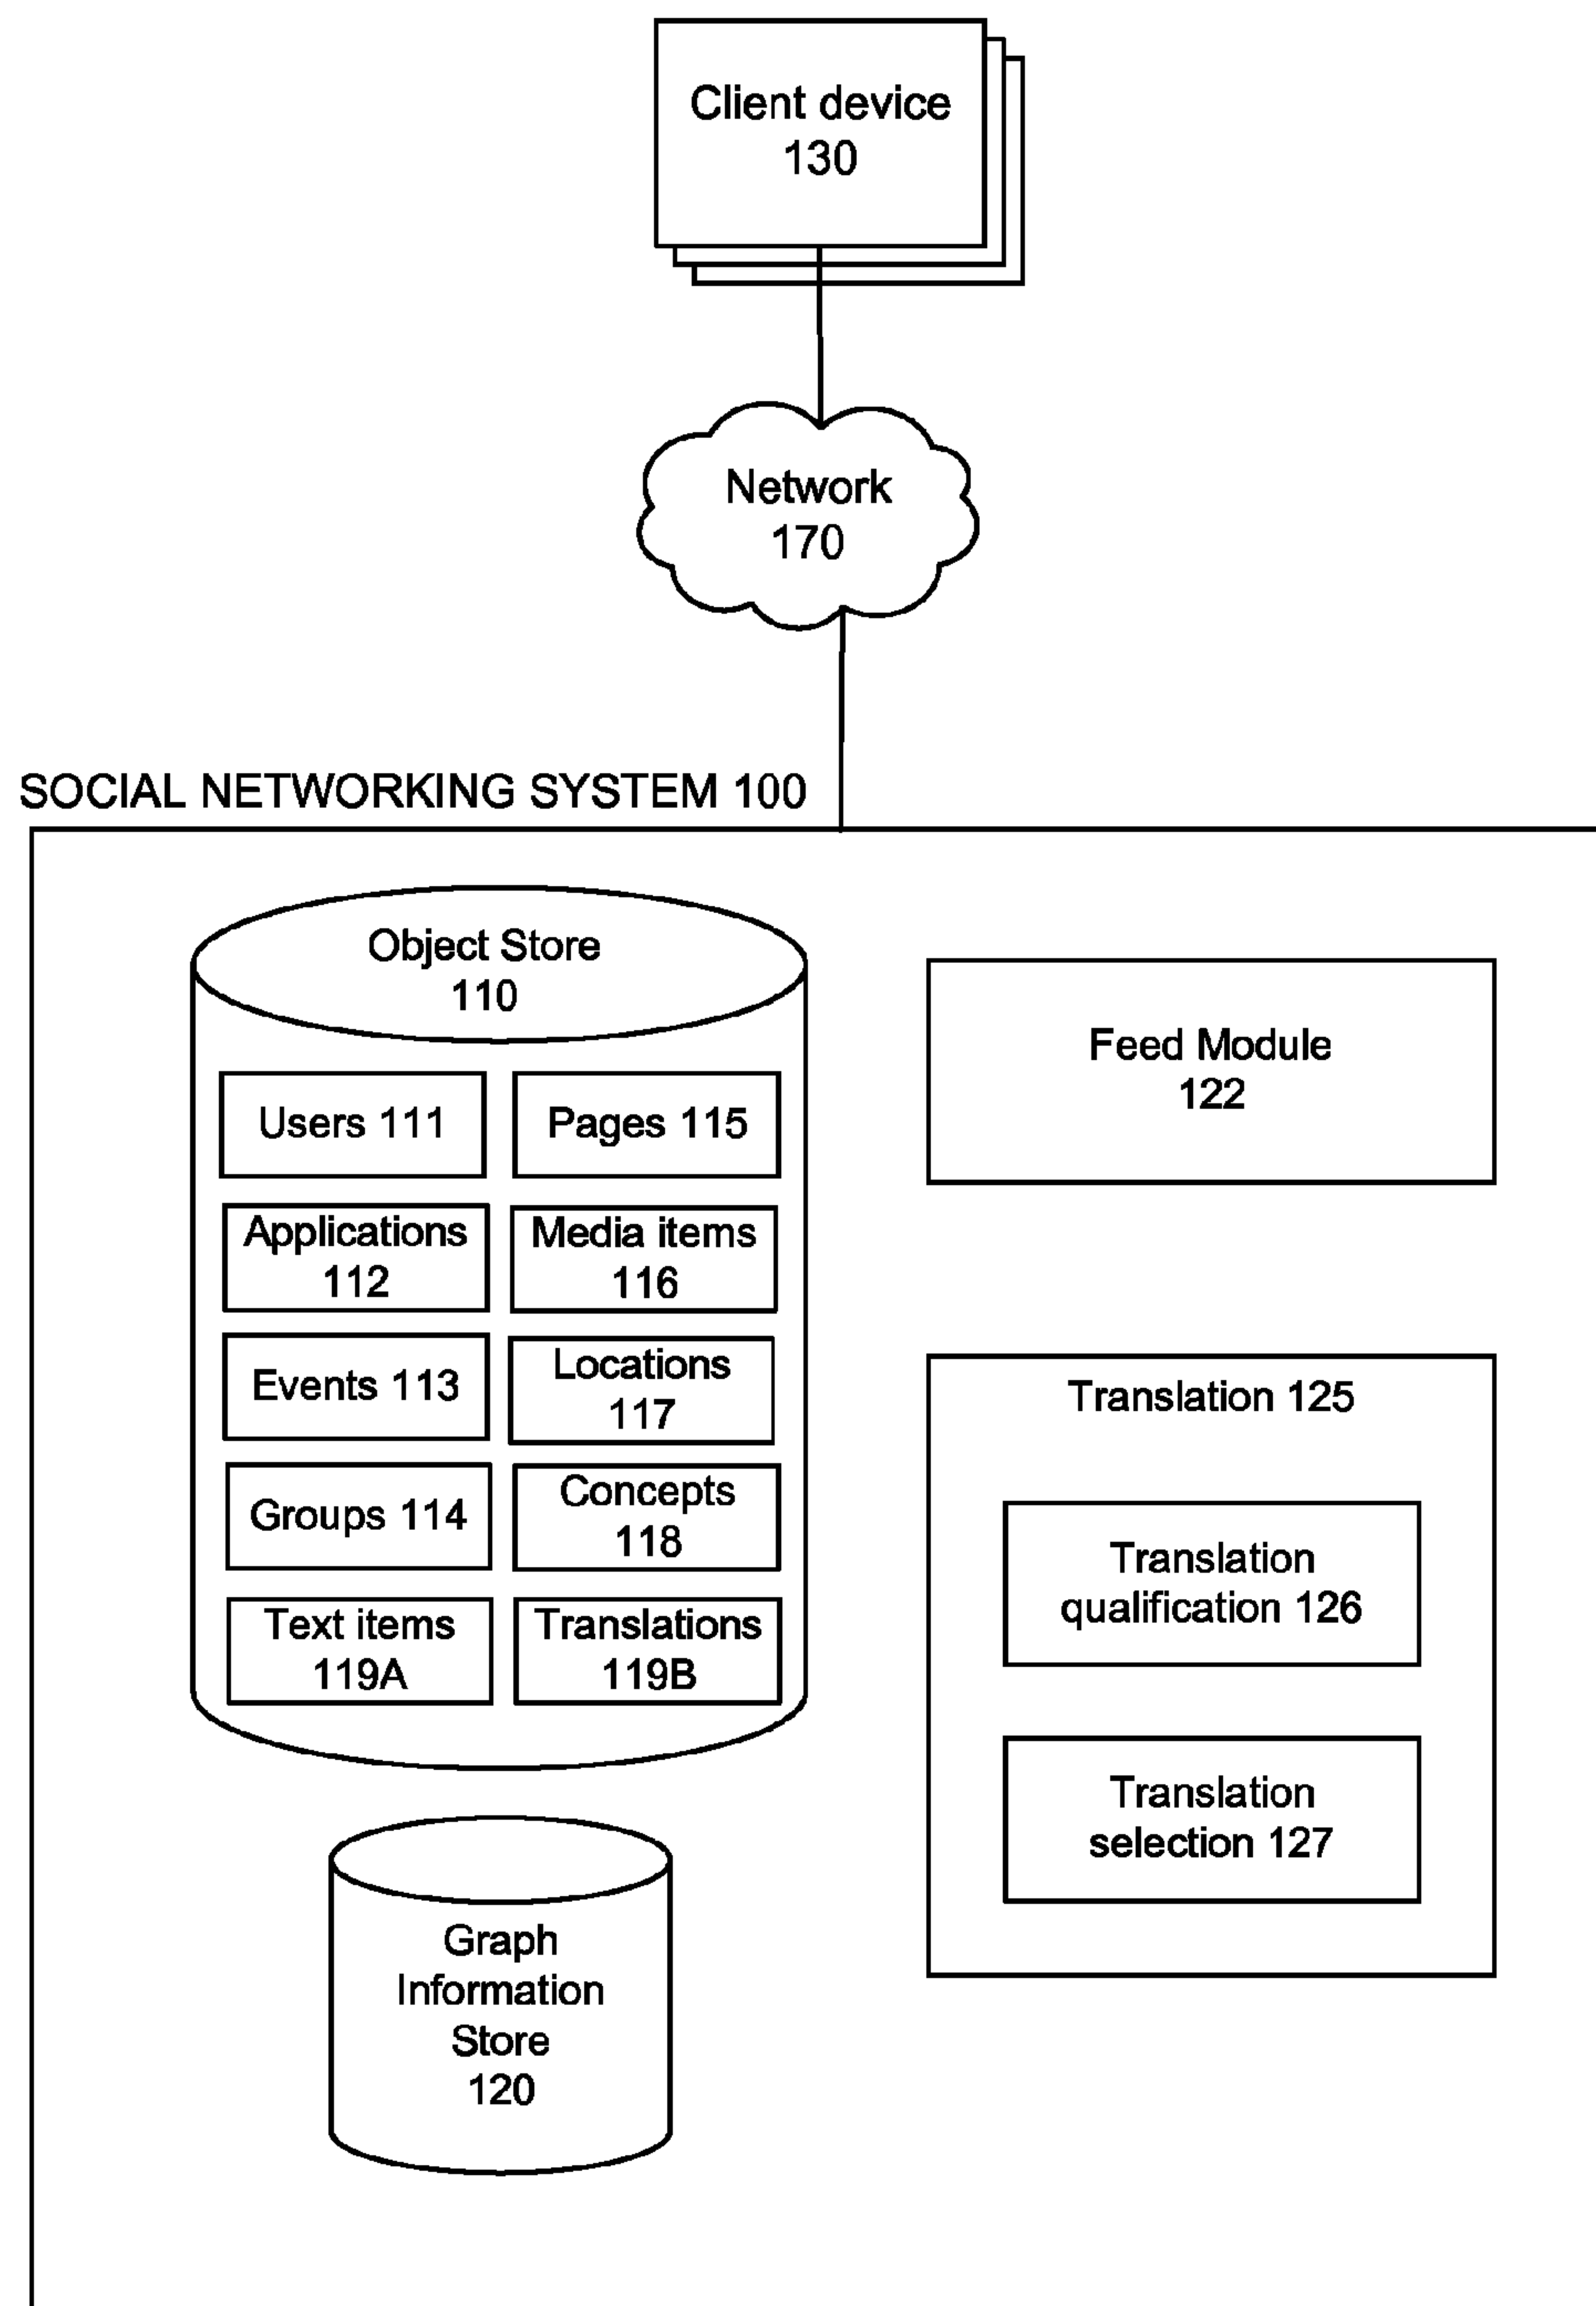 Client device
130
Network
170
SOCIAL NETWORKING SYSTEM 100
Object Store
110
Users 111
Pages 115
Applications
112
Media items
116
Events 113
Locations
117
Groups 114
Concepts
118
Text items
119A
Translations
119B
Graph
Information
Store
120
Feed Module
122
Translation 125
Translation
qualification 126
Translation
selection 127